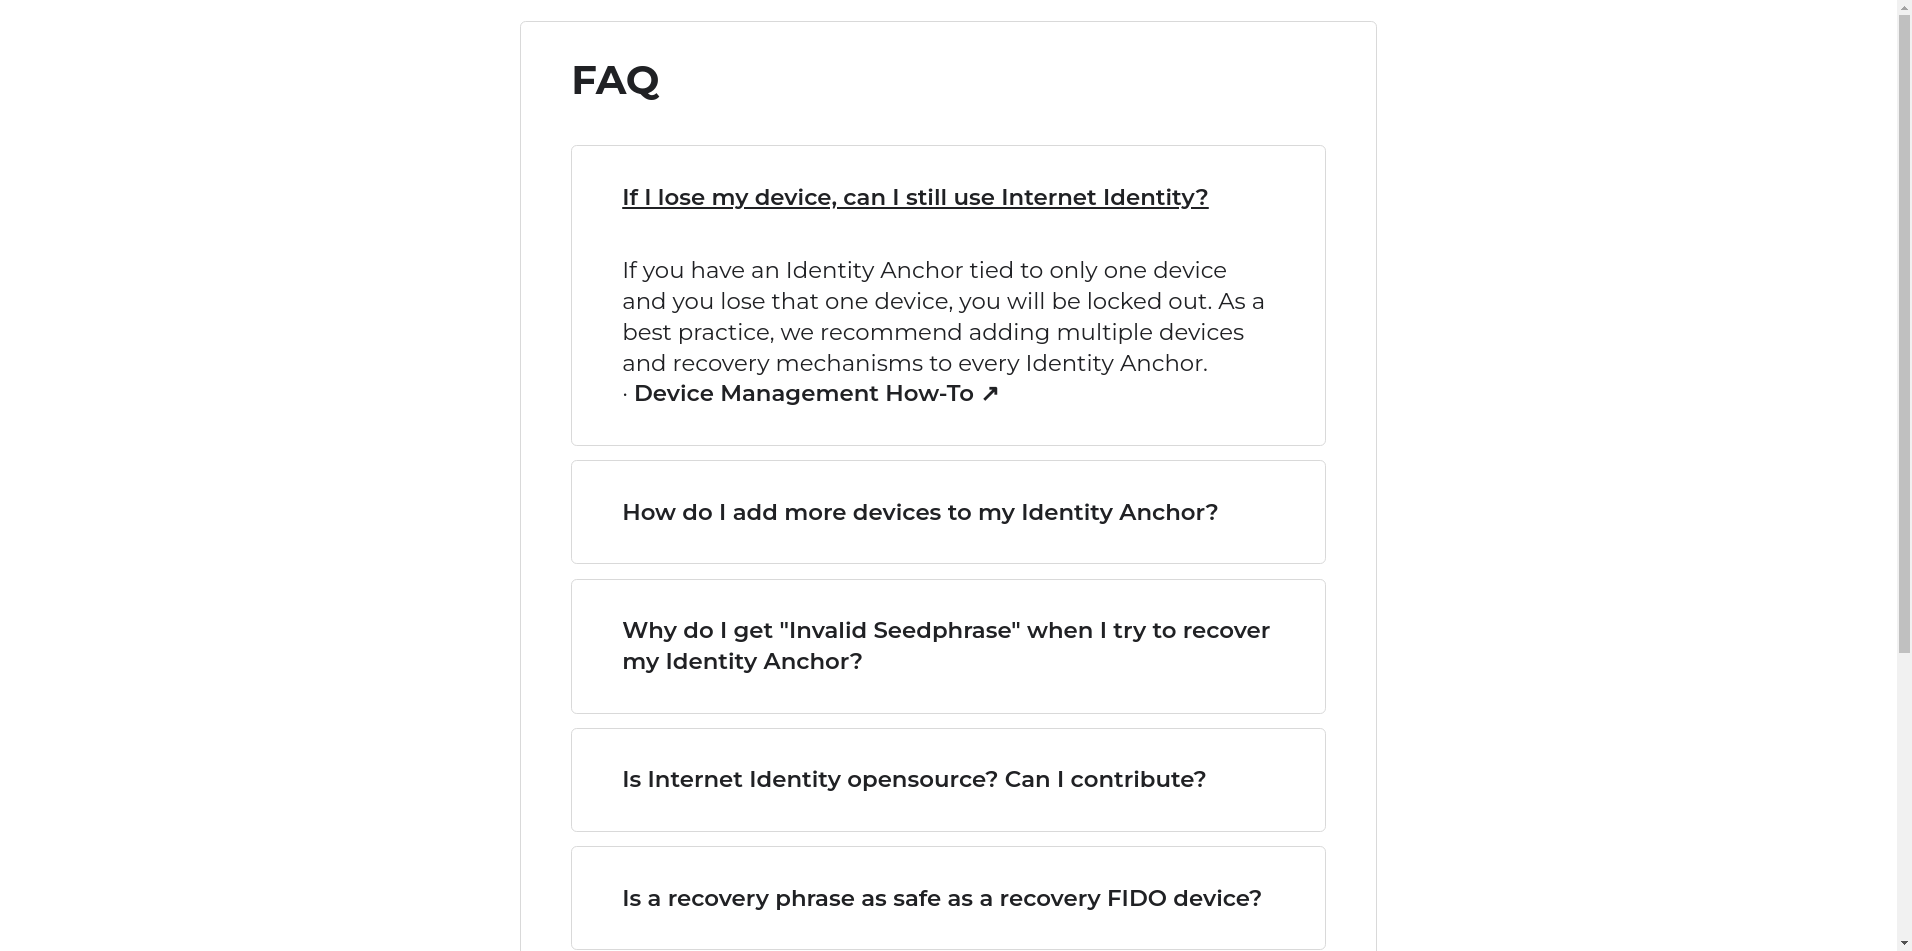 FAQ
If I lose my device, can I still use Internet Identity?
If you have an Identity Anchor tied to only one device
and you lose that one device, you will be locked out. As a
best practice, we recommend adding multiple devices
and recovery mechanisms to every Identity Anchor.
· Device Management How-To ↗
How do I add more devices to my Identity Anchor?
Why do I get "Invalid Seedphrase" when I try to recover
my Identity Anchor?
Is Internet Identity opensource? Can I contribute?
Is a recovery phrase as safe as a recovery FIDO device?